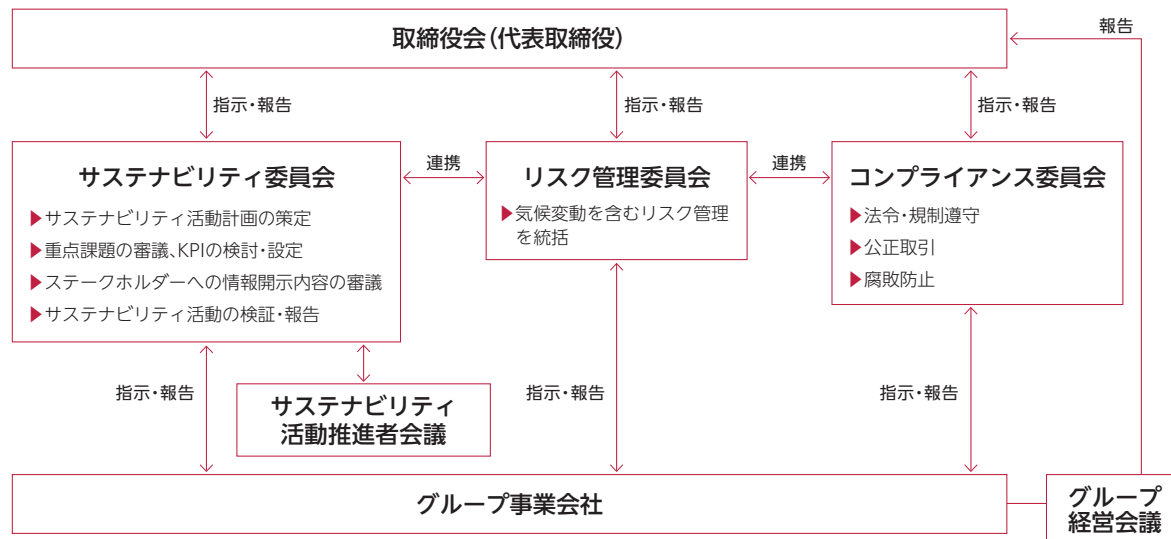 取締役会（代表取締役）
報告
指示・報告
指示・報告
指示・報告
サステナビリティ委員会
▶サステナビリティ活動計画の策定
▶重点課題の審議、KPIの検討・設定
▶ステークホルダーへの情報開示内容の審議
▶サステナビリティ活動の検証・報告
連携
リスク管理委員会
▶気候変動を含むリスク管理
を統括
連携
コンプライアンス委員会
▶法令・規制遵守
▶公正取引
▶腐敗防止
指示・報告
サステナビリティ
活動推進者会議
指示・報告
指示・報告
グループ事業会社
グループ
経営会議